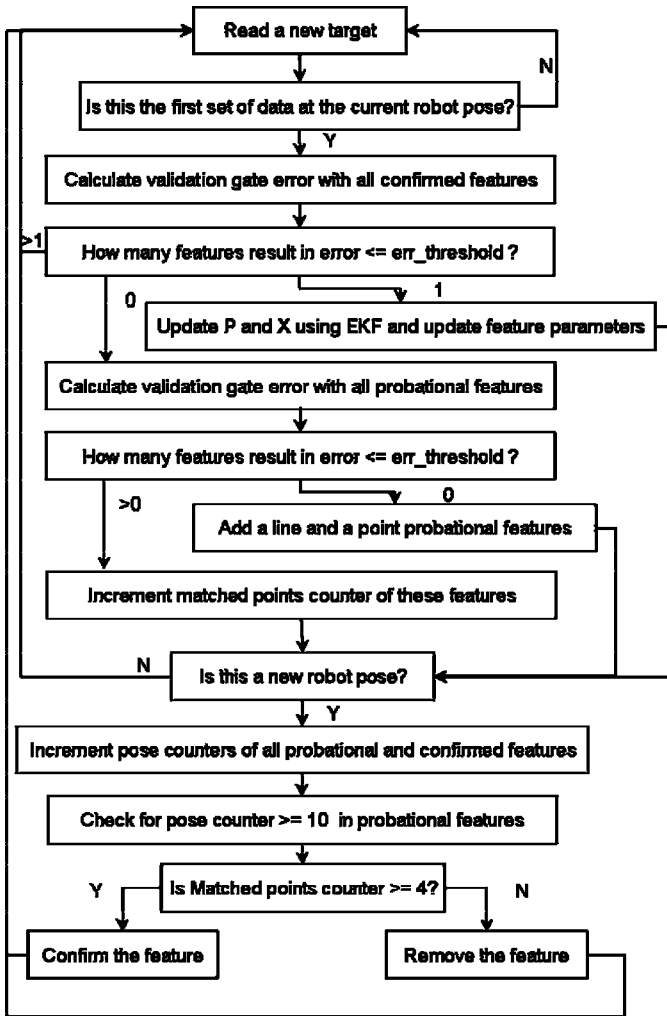 Read a new target
N
Is this the first set of data at the current robot pose?
Y
Calculate validation gate error with all confirmed features
>1
How many features result in error <= err_threshold ?
0
1
Update P and X using EKF and update feature parameters
Calculate validation gate error with all probational features
How many features result in error <= err_threshold ?
>0
0
Add a line and a point probational features
Increment matched points counter of these features
N
Is this a new robot pose?
Y
Increment pose counters of all probational and confirmed features
Check for pose counter >= 10 in probational features
Y
Is Matched points counter >= 4?
N
Confirm the feature
Remove the feature